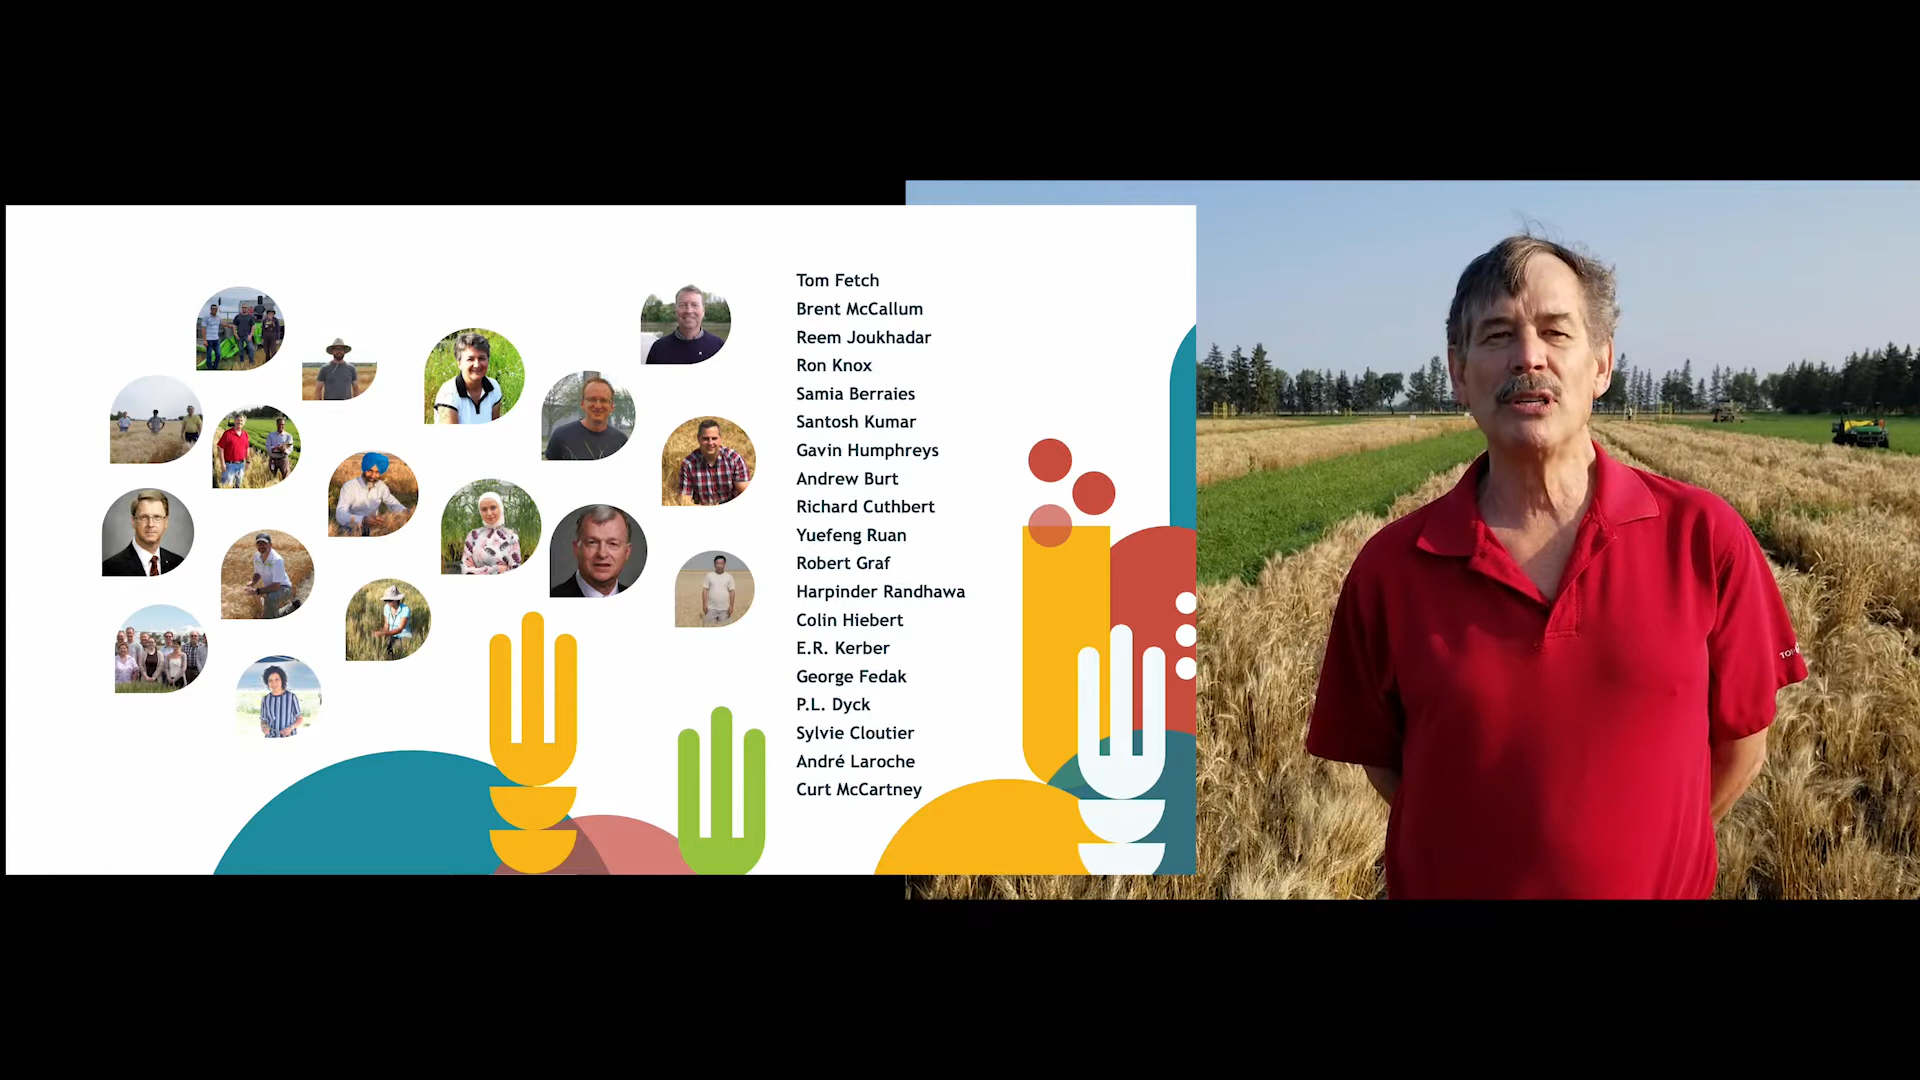 Tom Fetch
Brent McCallum
Reem Joukhadar
Ron Knox
Samia Berraies
Santosh Kumar
Gavin Humphreys
Andrew Burt
Richard Cuthbert
Yuefeng Ruan
Robert Graf
Harpinder Randhawa
Colin Hiebert
E.R. Kerber
George Fedak
P.L. Dyck
Sylvie Cloutier
André Laroche
Curt McCartney